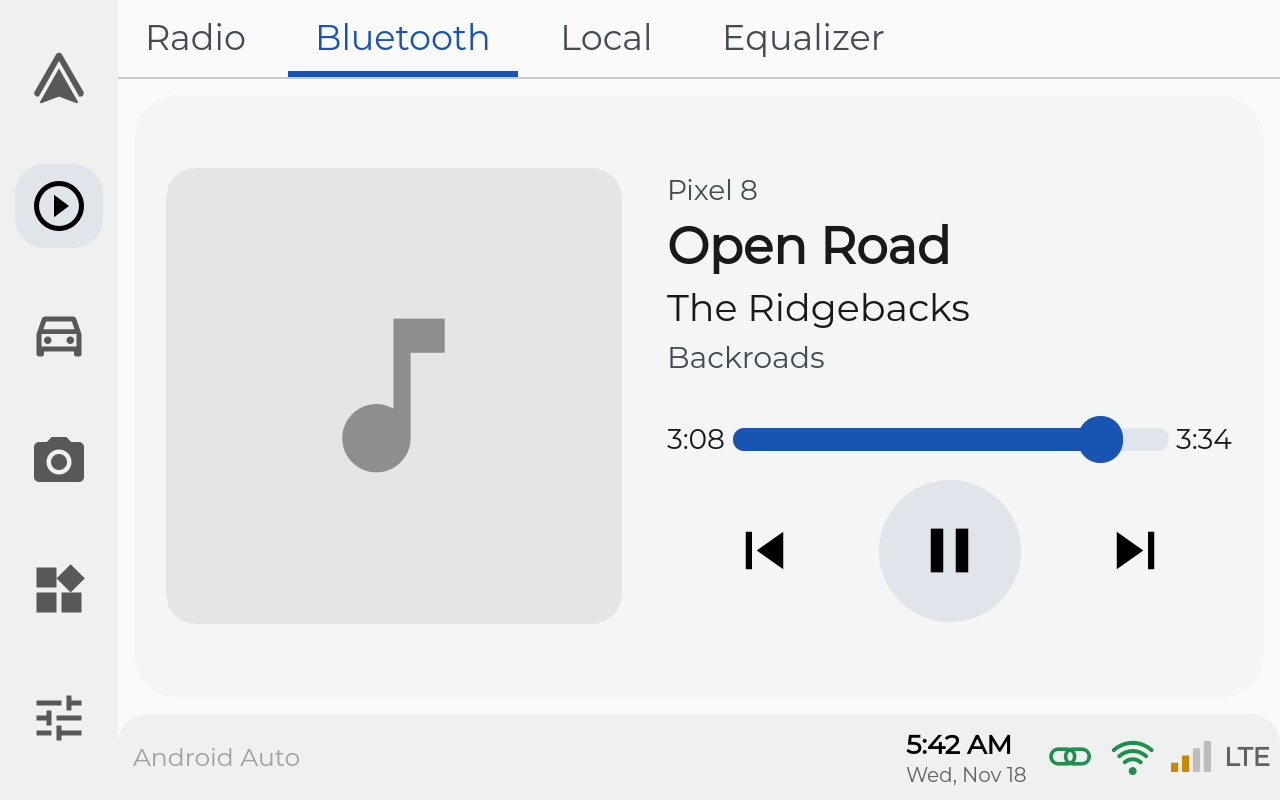 Radio Bluetooth Local Equalizer
Pixel 8
Open Road
The Ridgebacks
Backroads
3:08 3:34
Android Auto
5:42 AM
Wed, Nov 18
LTE